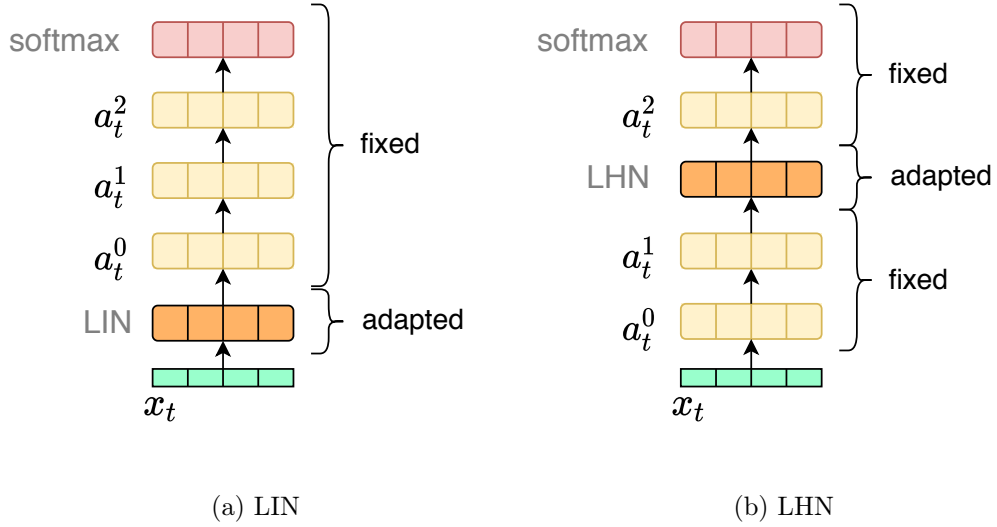 softmax
a_t^2
a_t^1
a_t^0
LIN
x_t
fixed
adapted
(a) LIN
softmax
a_t^2
LHN
a_t^1
a_t^0
x_t
fixed
adapted
fixed
(b) LHN